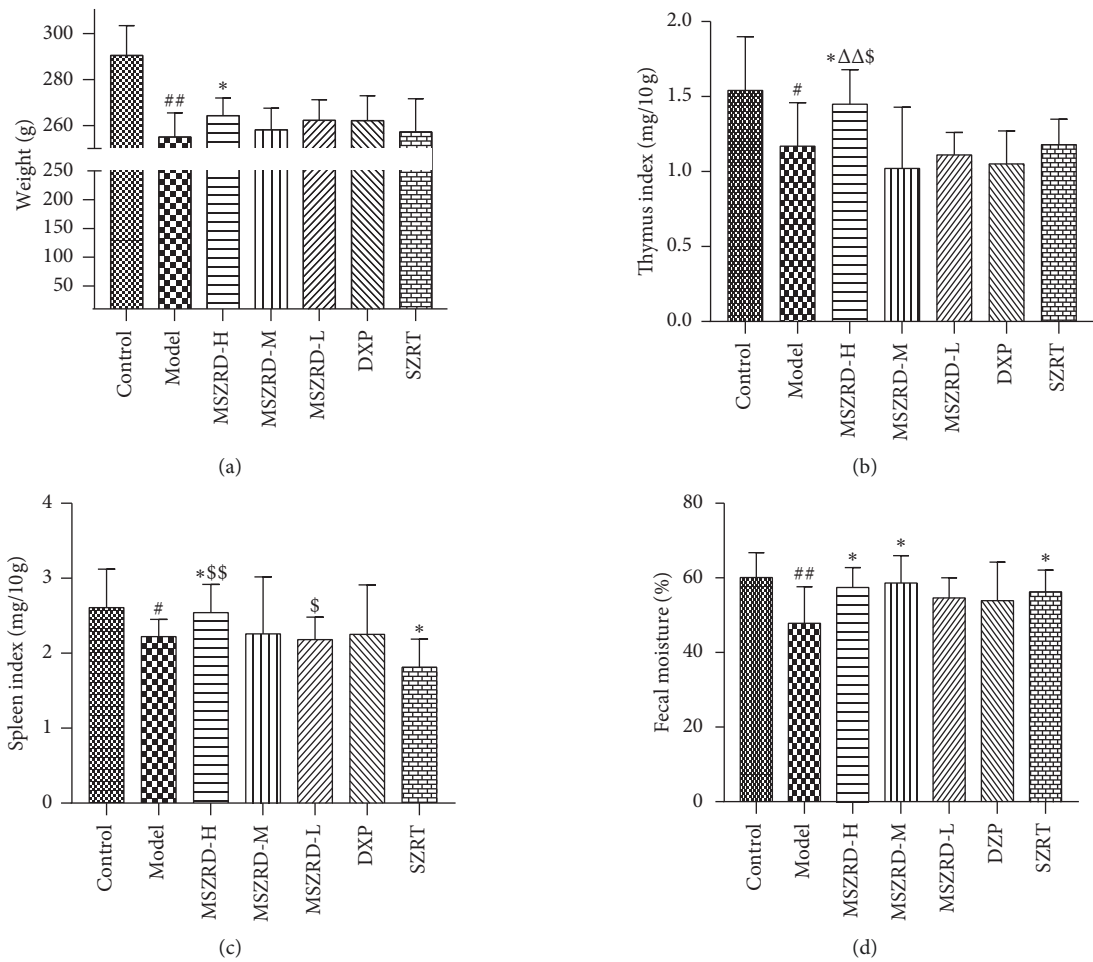 Weight (g)
300
280
260
250
200
150
100
50
##
*
Control
Model
MSZRD-H
MSZRD-M
MSZRD-L
DXP
SZRT
(a)
Thymus index (mg/10 g)
2.0
1.5
1.0
0.5
0.0
#
*ΔΔ$
Control
Model
MSZRD-H
MSZRD-M
MSZRD-L
DXP
SZRT
(b)
Spleen index (mg/10 g)
4
3
2
1
0
#
*$$
$
*
Control
Model
MSZRD-H
MSZRD-M
MSZRD-L
DXP
SZRT
(c)
Fecal moisture (%)
80
60
40
20
0
##
*
*
*
Control
Model
MSZRD-H
MSZRD-M
MSZRD-L
DZP
SZRT
(d)